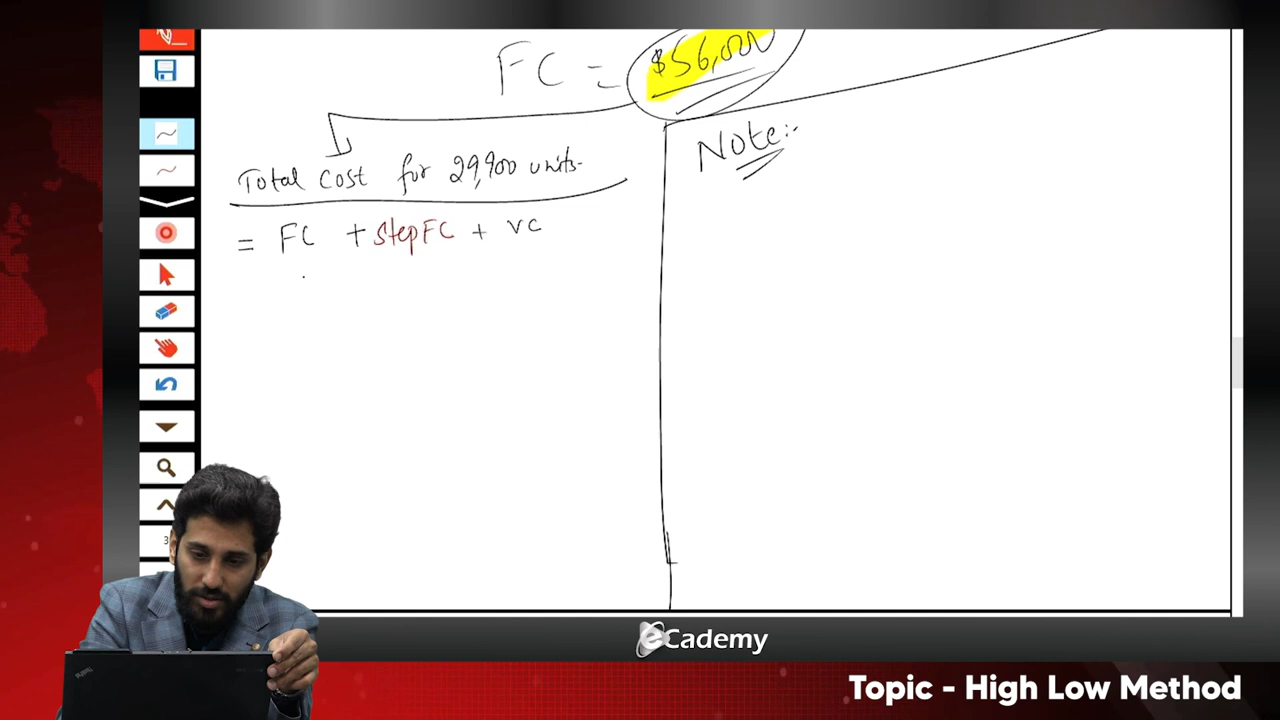 FC = $56,000
Note:-
Total cost for 29,900 units.
= FC + Step FC + VC
3
eCademy
Topic - High Low Method